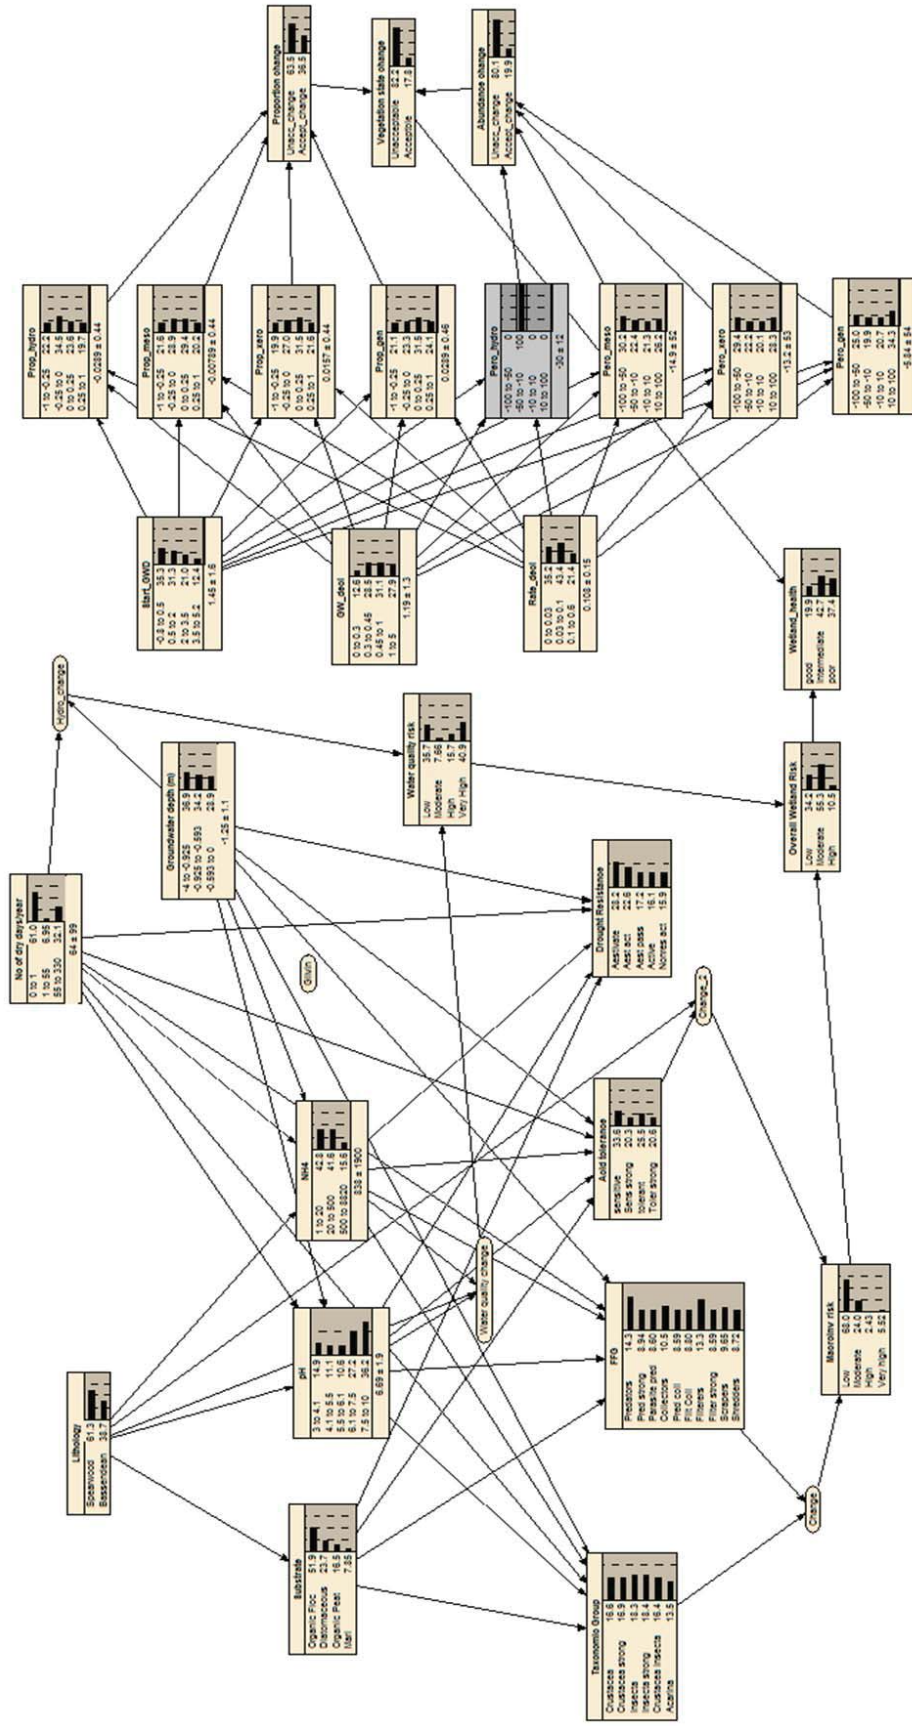 Lithology
Spearwood 61.3
Bassendean 38.7
No of dry days/year
0 to 1 61.0
1 to 55 6.95
55 to 330 32.1
64 ± 99
Hydro_change
Groundwater depth (m)
-4 to -0.925 36.9
-0.925 to -0.593 34.2
-0.593 to 0 28.9
-1.25 ± 1.1
Gilvin
Substrate
Organic Floc 51.9
Diatomaceous 23.7
Organic Peat 16.5
Marl 7.85
pH
3 to 4.1 14.9
4.1 to 5.5 11.1
5.5 to 6.1 10.6
6.1 to 7.5 27.2
7.5 to 10 36.2
6.69 ± 1.9
NH4
1 to 20 42.8
20 to 500 41.6
500 to 8820 15.6
838 ± 1900
Water quality change
Water quality risk
Low 35.7
Moderate 7.66
High 15.7
Very High 40.9
Taxonomic Group
Crustacea 16.6
Crustacea strong 16.9
Insecta 18.3
Insecta strong 18.4
Crustacea Insecta 16.4
Acarina 13.5
FFG
Predators 14.3
Pred strong 8.94
Parasite pred 8.60
Collectors 10.5
Pred coll 8.59
Filt Coll 8.80
Filterers 13.3
Filter strong 8.59
Scrapers 9.65
Shredders 8.72
Acid tolerance
sensitive 33.6
Sens strong 20.3
tolerant 25.5
Toler strong 20.6
Drought Resistance
Aestivate 28.2
Aest act 22.6
Aest pass 17.2
Active 16.1
Nonres act 15.9
Change_2
Change
Macroinv risk
Low 68.0
Moderate 24.0
High 2.43
Very high 5.52
Overall Wetland Risk
Low 34.2
Moderate 55.3
High 10.5
Wetland_health
good 19.9
Intermediate 42.7
poor 37.4
Start_GWD
-0.8 to 0.5 35.3
0.5 to 2 31.3
2 to 3.5 21.0
3.5 to 5.2 12.4
1.45 ± 1.6
GW_decl
0 to 0.3 12.6
0.3 to 0.45 28.5
0.45 to 1 31.1
1 to 5 27.9
1.19 ± 1.3
Rate_decl
0 to 0.03 35.2
0.03 to 0.1 43.4
0.1 to 0.6 21.4
0.108 ± 0.15
Prop_hydro
-1 to -0.25 22.2
-0.25 to 0
0 to 0.25 23.6
0.25 to 1 19.7
-0.0289 ± 0.44
Prop_meso
-1 to -0.25 21.6
-0.25 to 0 28.9
0 to 0.25 29.4
0.25 to 1 20.2
-0.00789 ± 0.44
Prop_xero
-1 to -0.25 19.9
-0.25 to 0 27.0
0 to 0.25 31.5
0.25 to 1 21.6
0.0157 ± 0.44
Prop_gen
-1 to -0.25 21.1
-0.25 to 0
0 to 0.25 31.5
0.25 to 1 24.1
0.0289 ± 0.46
Perc_hydro
-100 to -50 0
-50 to -10 100
-10 to 10 0
10 to 100 0
-30 ± 12
Perc_meso
-100 to -50 30.2
-50 to -10 22.4
-10 to 10 21.3
10 to 100 26.2
-14.9 ± 52
Perc_xero
-100 to -50 29.4
-50 to -10 22.2
-10 to 10 20.1
10 to 100 28.3
-13.2 ± 53
Perc_gen
-100 to -50
-50 to -10 19.9
-10 to 10 20.7
10 to 100 34.3
-5.84 ± 54
Proportion change
Unacc_change 63.5
Accept_change 36.5
Vegetation state change
Unacceptable 82.2
Acceptable 17.8
Abundance change
Unacc_change 80.1
Accept_change 19.9